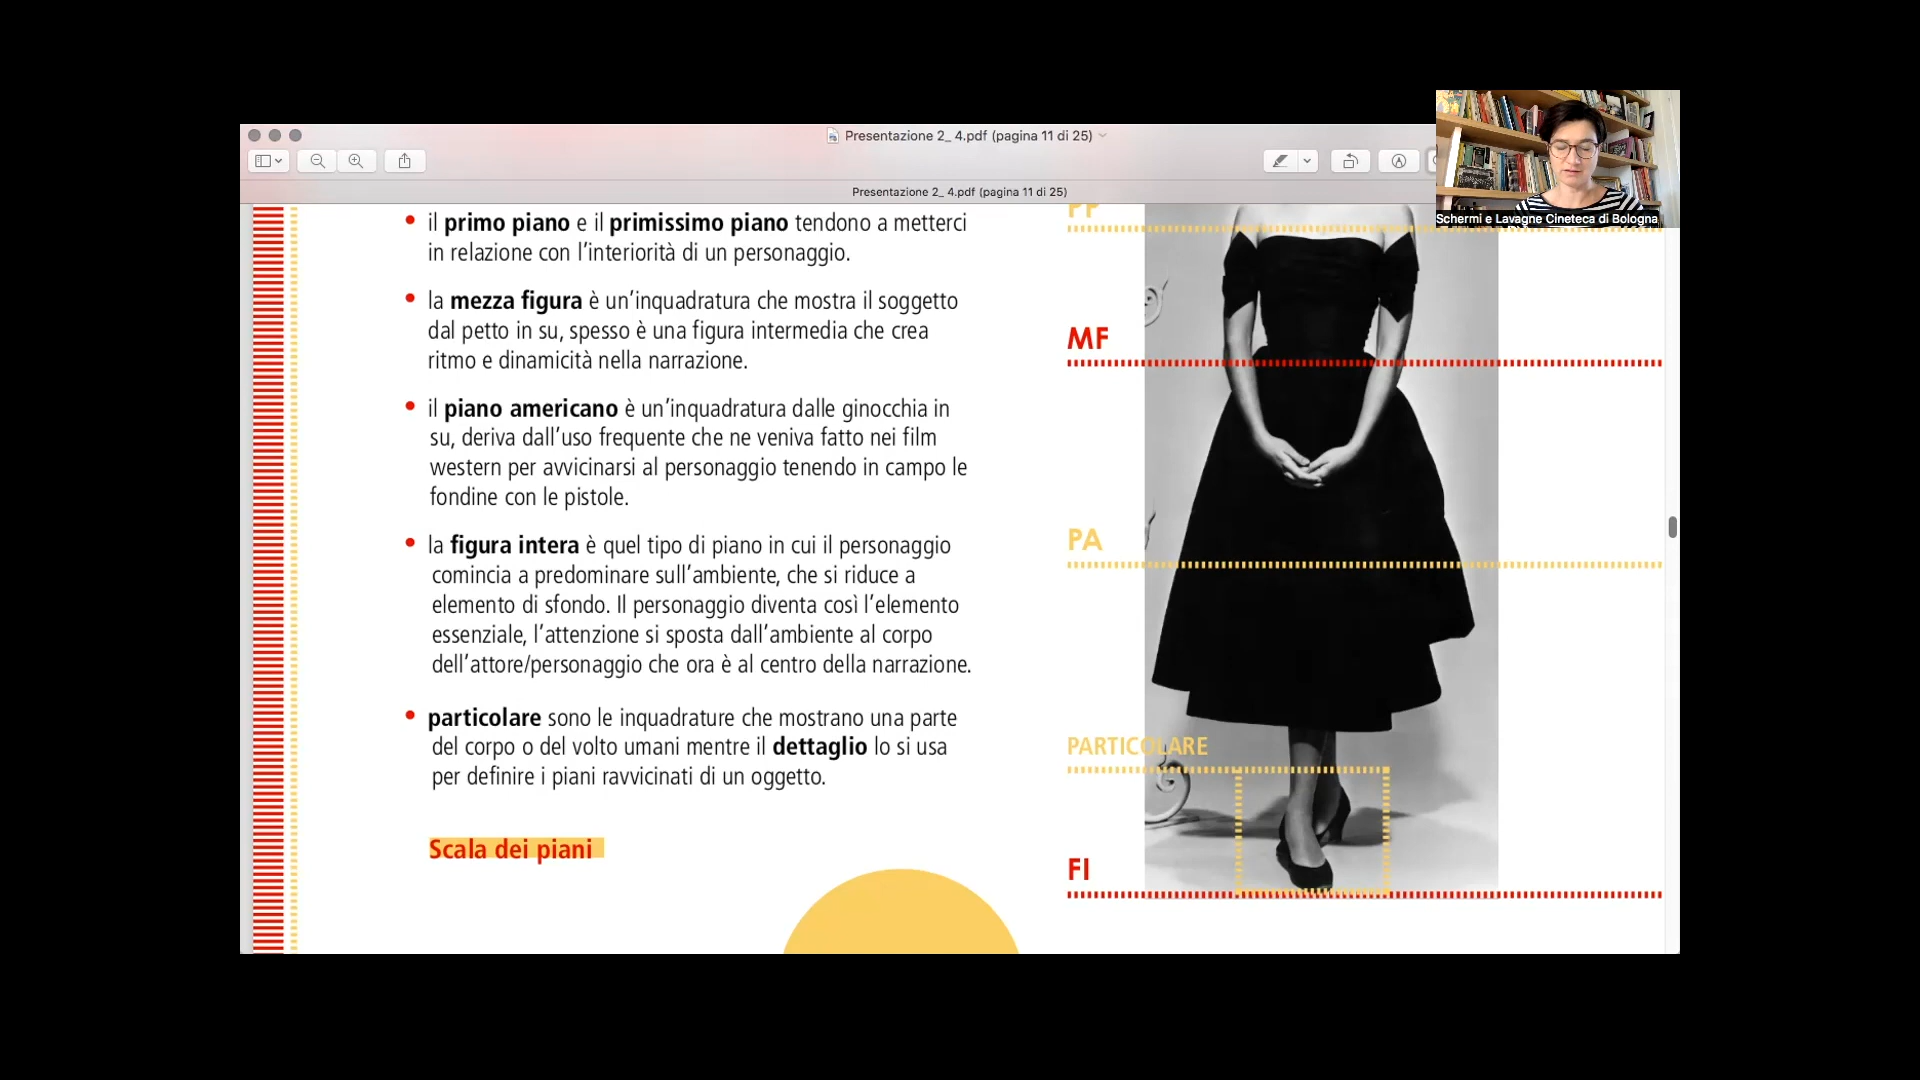 Presentazione 2_ 4.pdf (pagina 11 di 25)
Presentazione 2_ 4.pdf (pagina 11 di 25)
Schermi e Lavagne Cineteca di Bologna
• il primo piano e il primissimo piano tendono a metterci
in relazione con l'interiorità di un personaggio.
• la mezza figura è un'inquadratura che mostra il soggetto
dal petto in su, spesso è una figura intermedia che crea
ritmo e dinamicità nella narrazione.
• il piano americano è un'inquadratura dalle ginocchia in
su, deriva dall'uso frequente che ne veniva fatto nei film
western per avvicinarsi al personaggio tenendo in campo le
fondine con le pistole.
• la figura intera è quel tipo di piano in cui il personaggio
comincia a predominare sull'ambiente, che si riduce a
elemento di sfondo. Il personaggio diventa così l'elemento
essenziale, l'attenzione si sposta dall'ambiente al corpo
dell'attore/personaggio che ora è al centro della narrazione.
• particolare sono le inquadrature che mostrano una parte
del corpo o del volto umani mentre il dettaglio lo si usa
per definire i piani ravvicinati di un oggetto.
Scala dei piani
PP
MF
PA
PARTICOLARE
FI